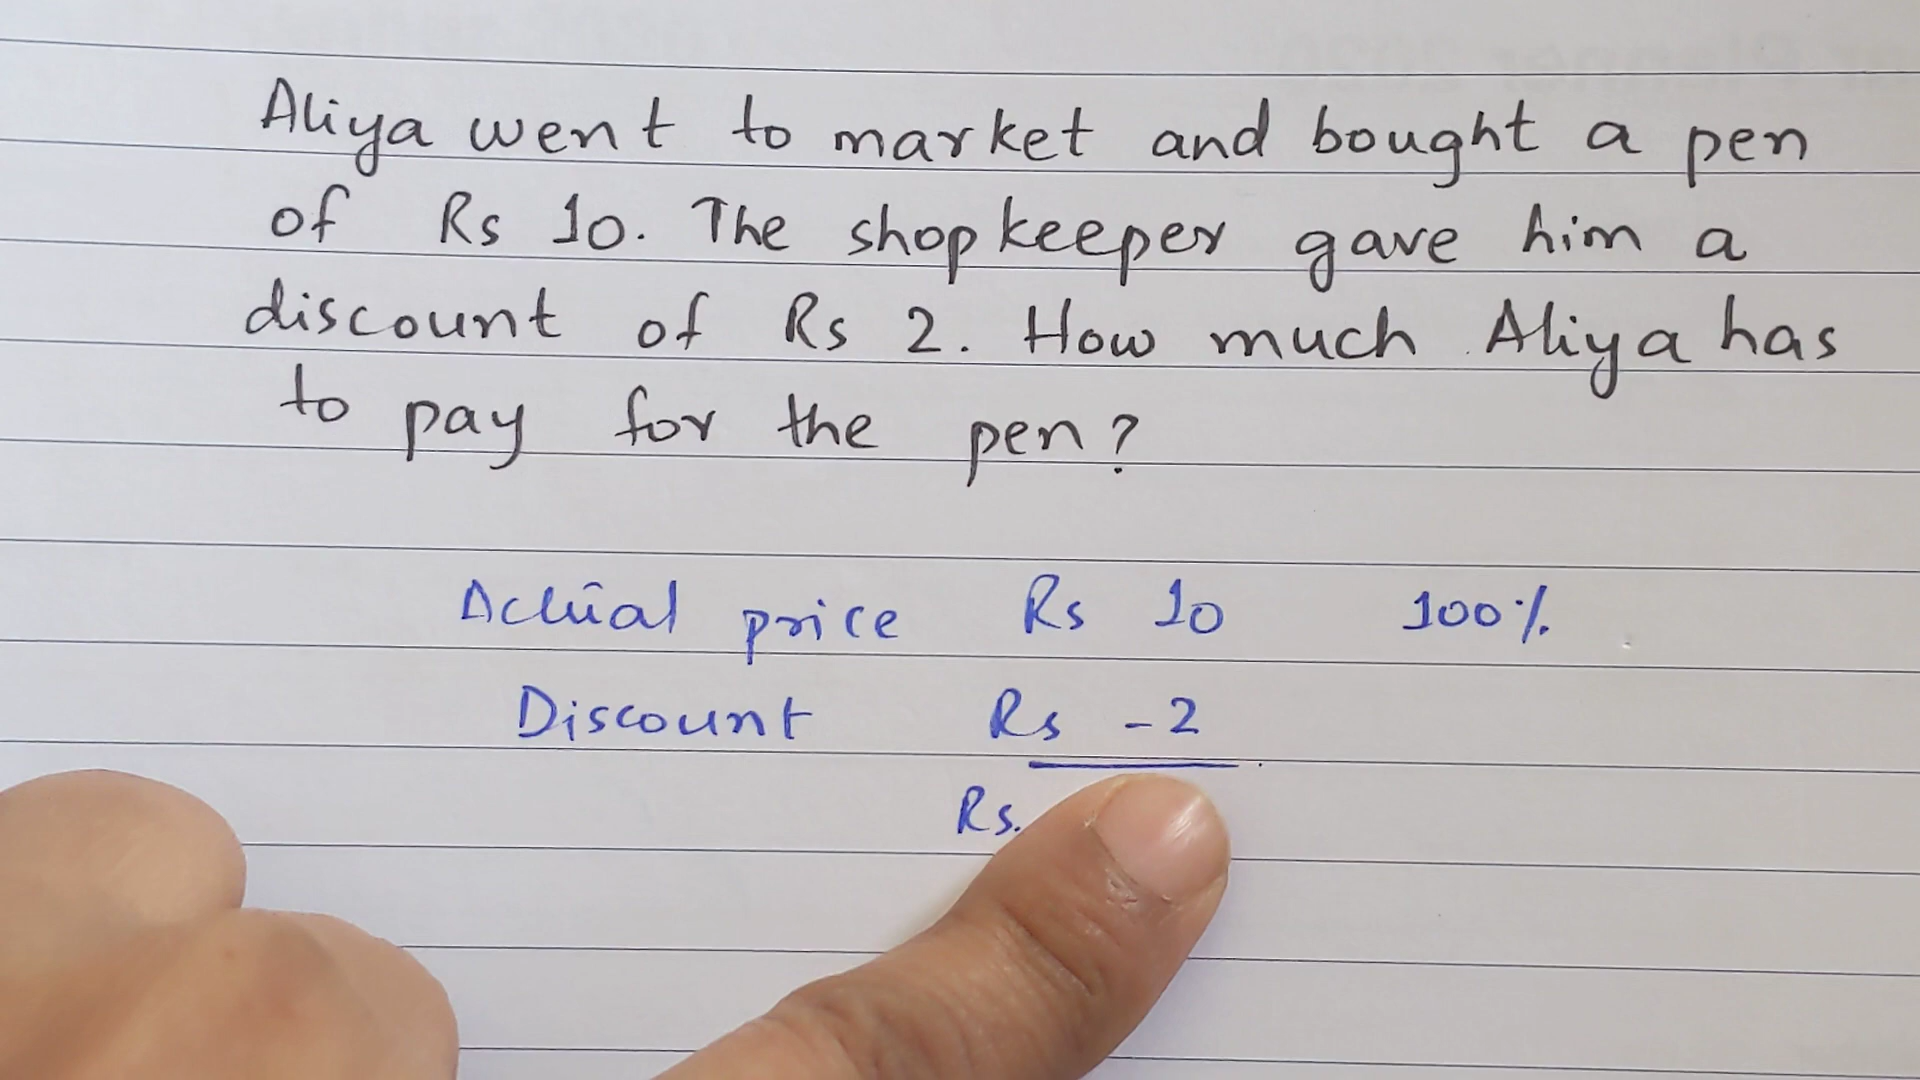 Aliya went to market and bought a pen
of Rs 10. The shopkeeper gave him a
discount of Rs 2. How much Aliya has
to pay for the pen?
Actual price Rs 10 100%
Discount Rs -2
Rs.